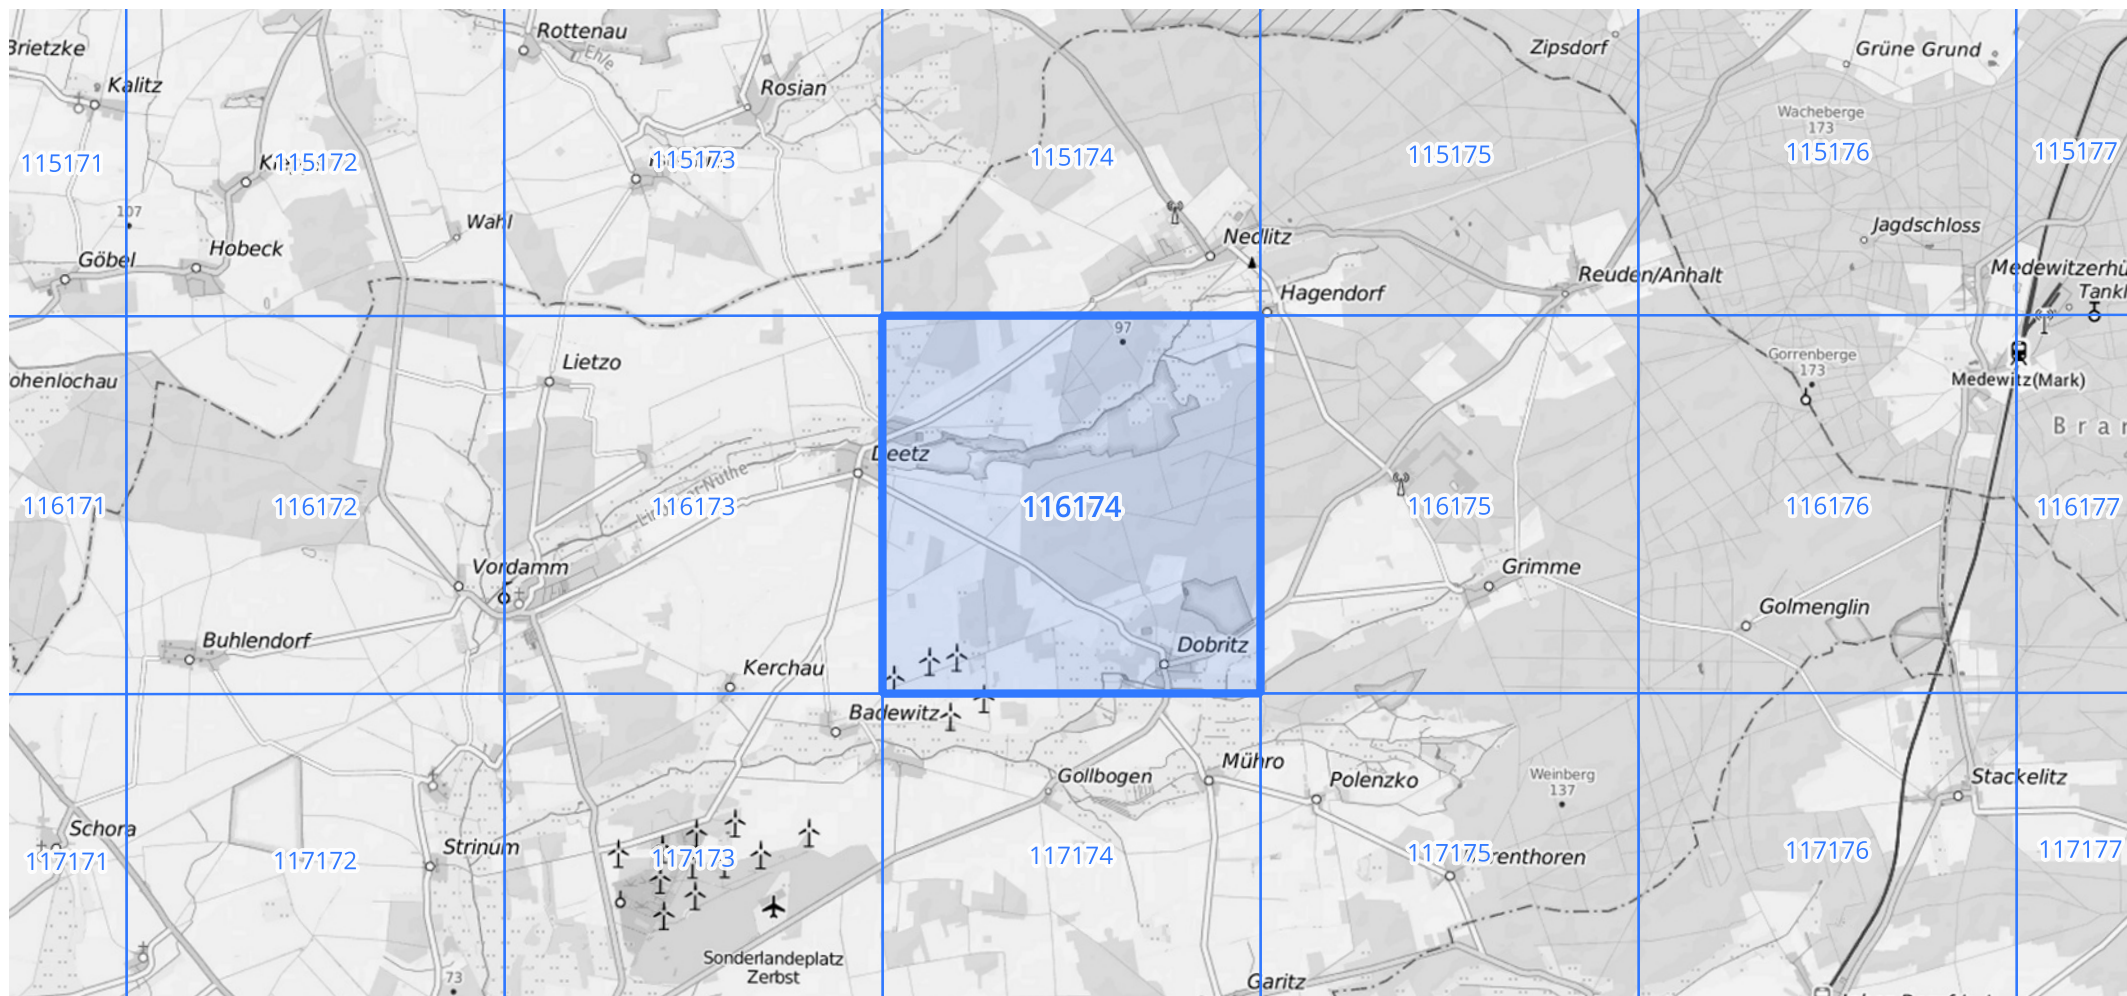 Brietzke
Rottenau
Zipsdorf
Grüne Grund
Ehle
Kalitz
Rosian
Wacheberge
173
115171
115172
115173
115174
115175
115176
115177
107
Wahl
Jagdschloss
Göbel
Hobeck
Nedlitz
Hagendorf
Reuden/Anhalt
Tankl
97
Lietzo
Gorrenberge
173
Medewitz(Mark)
Deetz
Bra
116171
116172
116173
116174
116175
116176
116177
Vordamm
Grimme
Golmenglin
Buhlendorf
Dobritz
Kerchau
Badewitz
Gollbogen
Mühro
Polenzko
Weinberg
137
Stackelitz
Schora
Strinum
117171
117172
117173
117174
117175
117176
117177
Sonderlandeplatz
Zerbst
73
Garitz